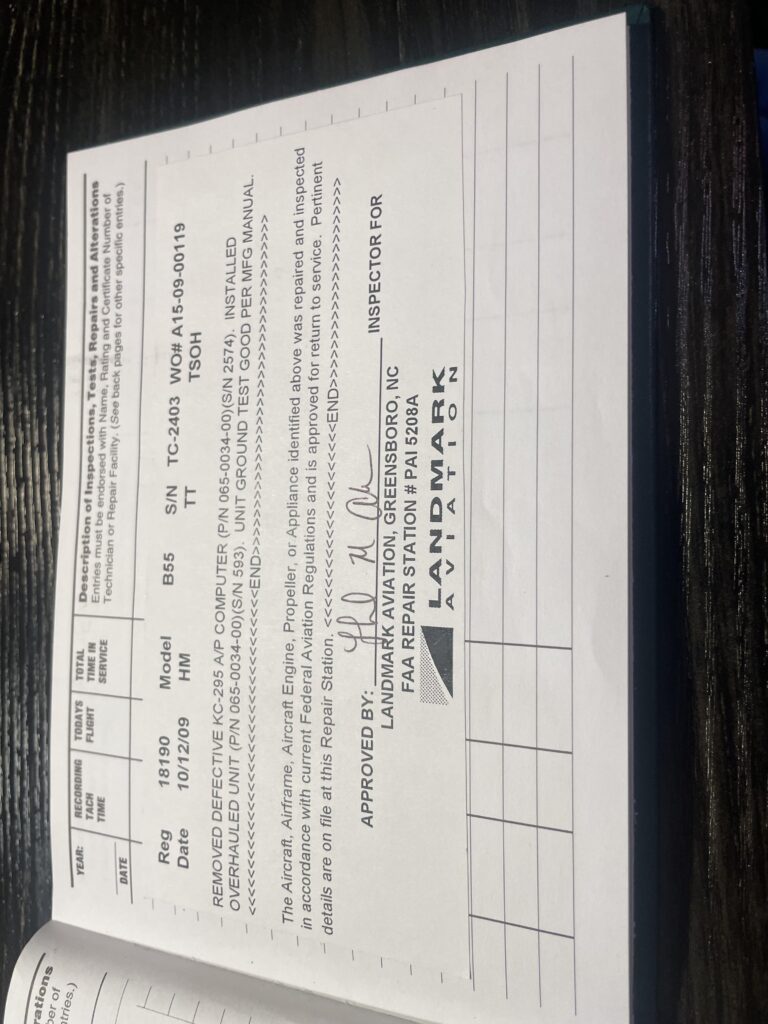 rations
ber of
ntries.)
YEAR:
DATE
RECORDING
TACH
TIME
TODAYS
FLIGHT
TOTAL
TIME IN
SERVICE
Description of Inspections, Tests, Repairs and Alterations
Entries must be endorsed with Name, Rating and Certificate Number of
Technician or Repair Facility. (See back pages for other specific entries.)
Reg 18190 Model B55 S/N TC-2403 WO# A15-09-00119
Date 10/12/09 HM TT TSOH
REMOVED DEFECTIVE KC-295 A/P COMPUTER (P/N 065-0034-00)(S/N 2574). INSTALLED
OVERHAULED UNIT (P/N 065-0034-00)(S/N 593). UNIT GROUND TEST GOOD PER MFG MANUAL.
<<<<<<<<<<<<<<<<<<<<<<<<<<<<<<<<<<<END>>>>>>>>>>>>>>>>>>>>>>>>>>>>>>>>>>>
The Aircraft, Airframe, Aircraft Engine, Propeller, or Appliance identified above was repaired and inspected
in accordance with current Federal Aviation Regulations and is approved for return to service. Pertinent
details are on file at this Repair Station. <<<<<<<<<<<<<<<<<<<<<<<END>>>>>>>>>>>>>>>>>>>>>>>
APPROVED BY: INSPECTOR FOR
LANDMARK AVIATION, GREENSBORO, NC
FAA REPAIR STATION # PAI 5208A
LANDMARK
AVIATION